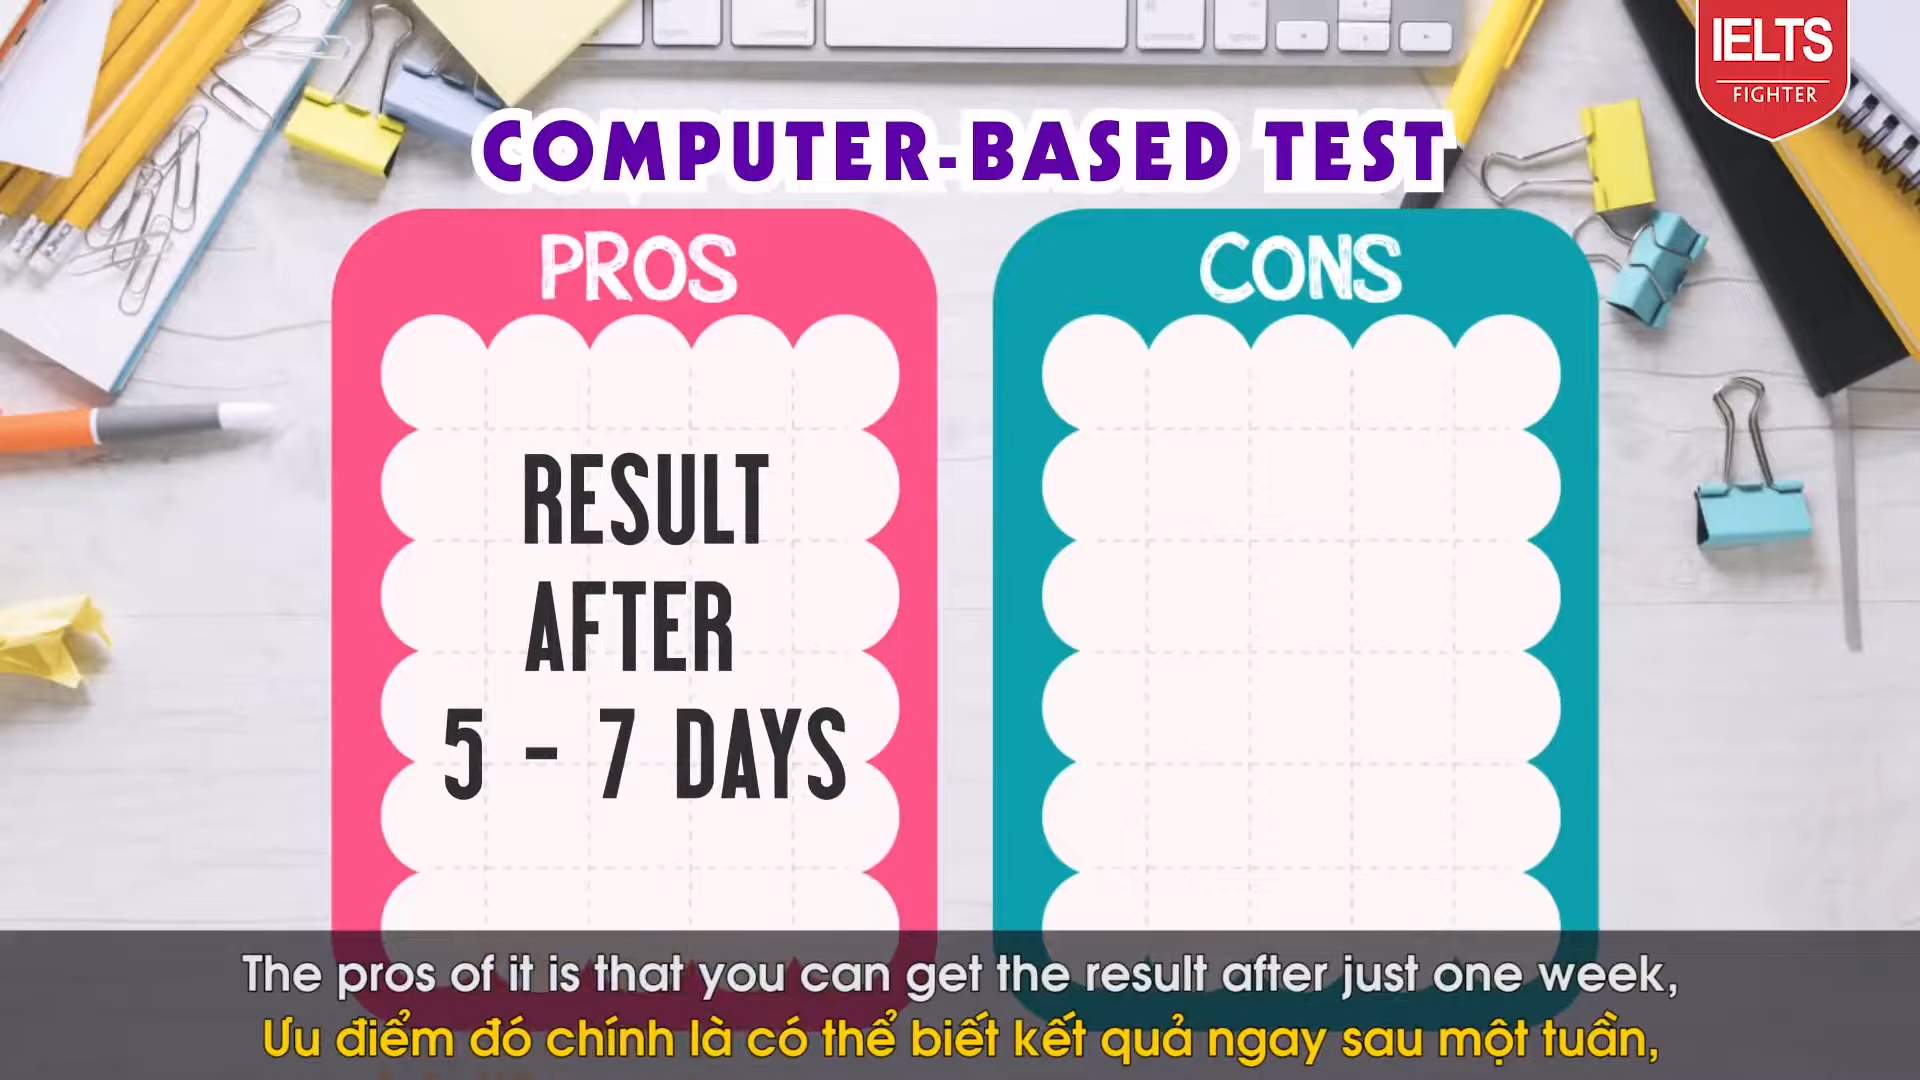 IELTS
FIGHTER
COMPUTER-BASED TEST
PROS
CONS
RESULT
AFTER
5 - 7 DAYS
The pros of it is that you can get the result after just one week,
Ưu điểm đó chính là có thể biết kết quả ngay sau một tuần,